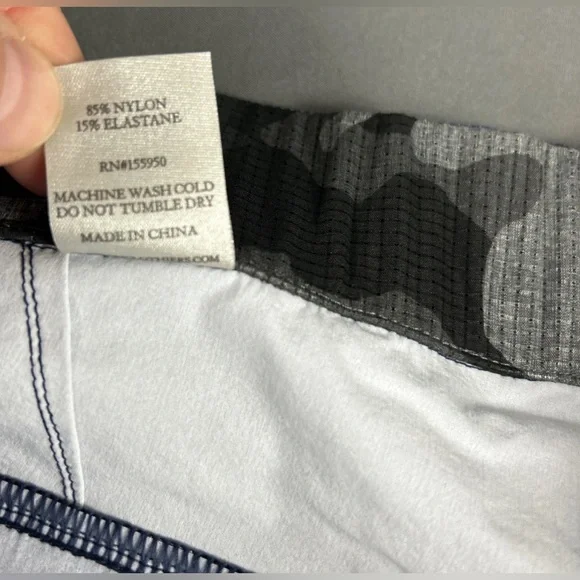 85% NYLON
15% ELASTANE
RN#155950
MACHINE WASH COLD
DO NOT TUMBLE DRY
MADE IN CHINA